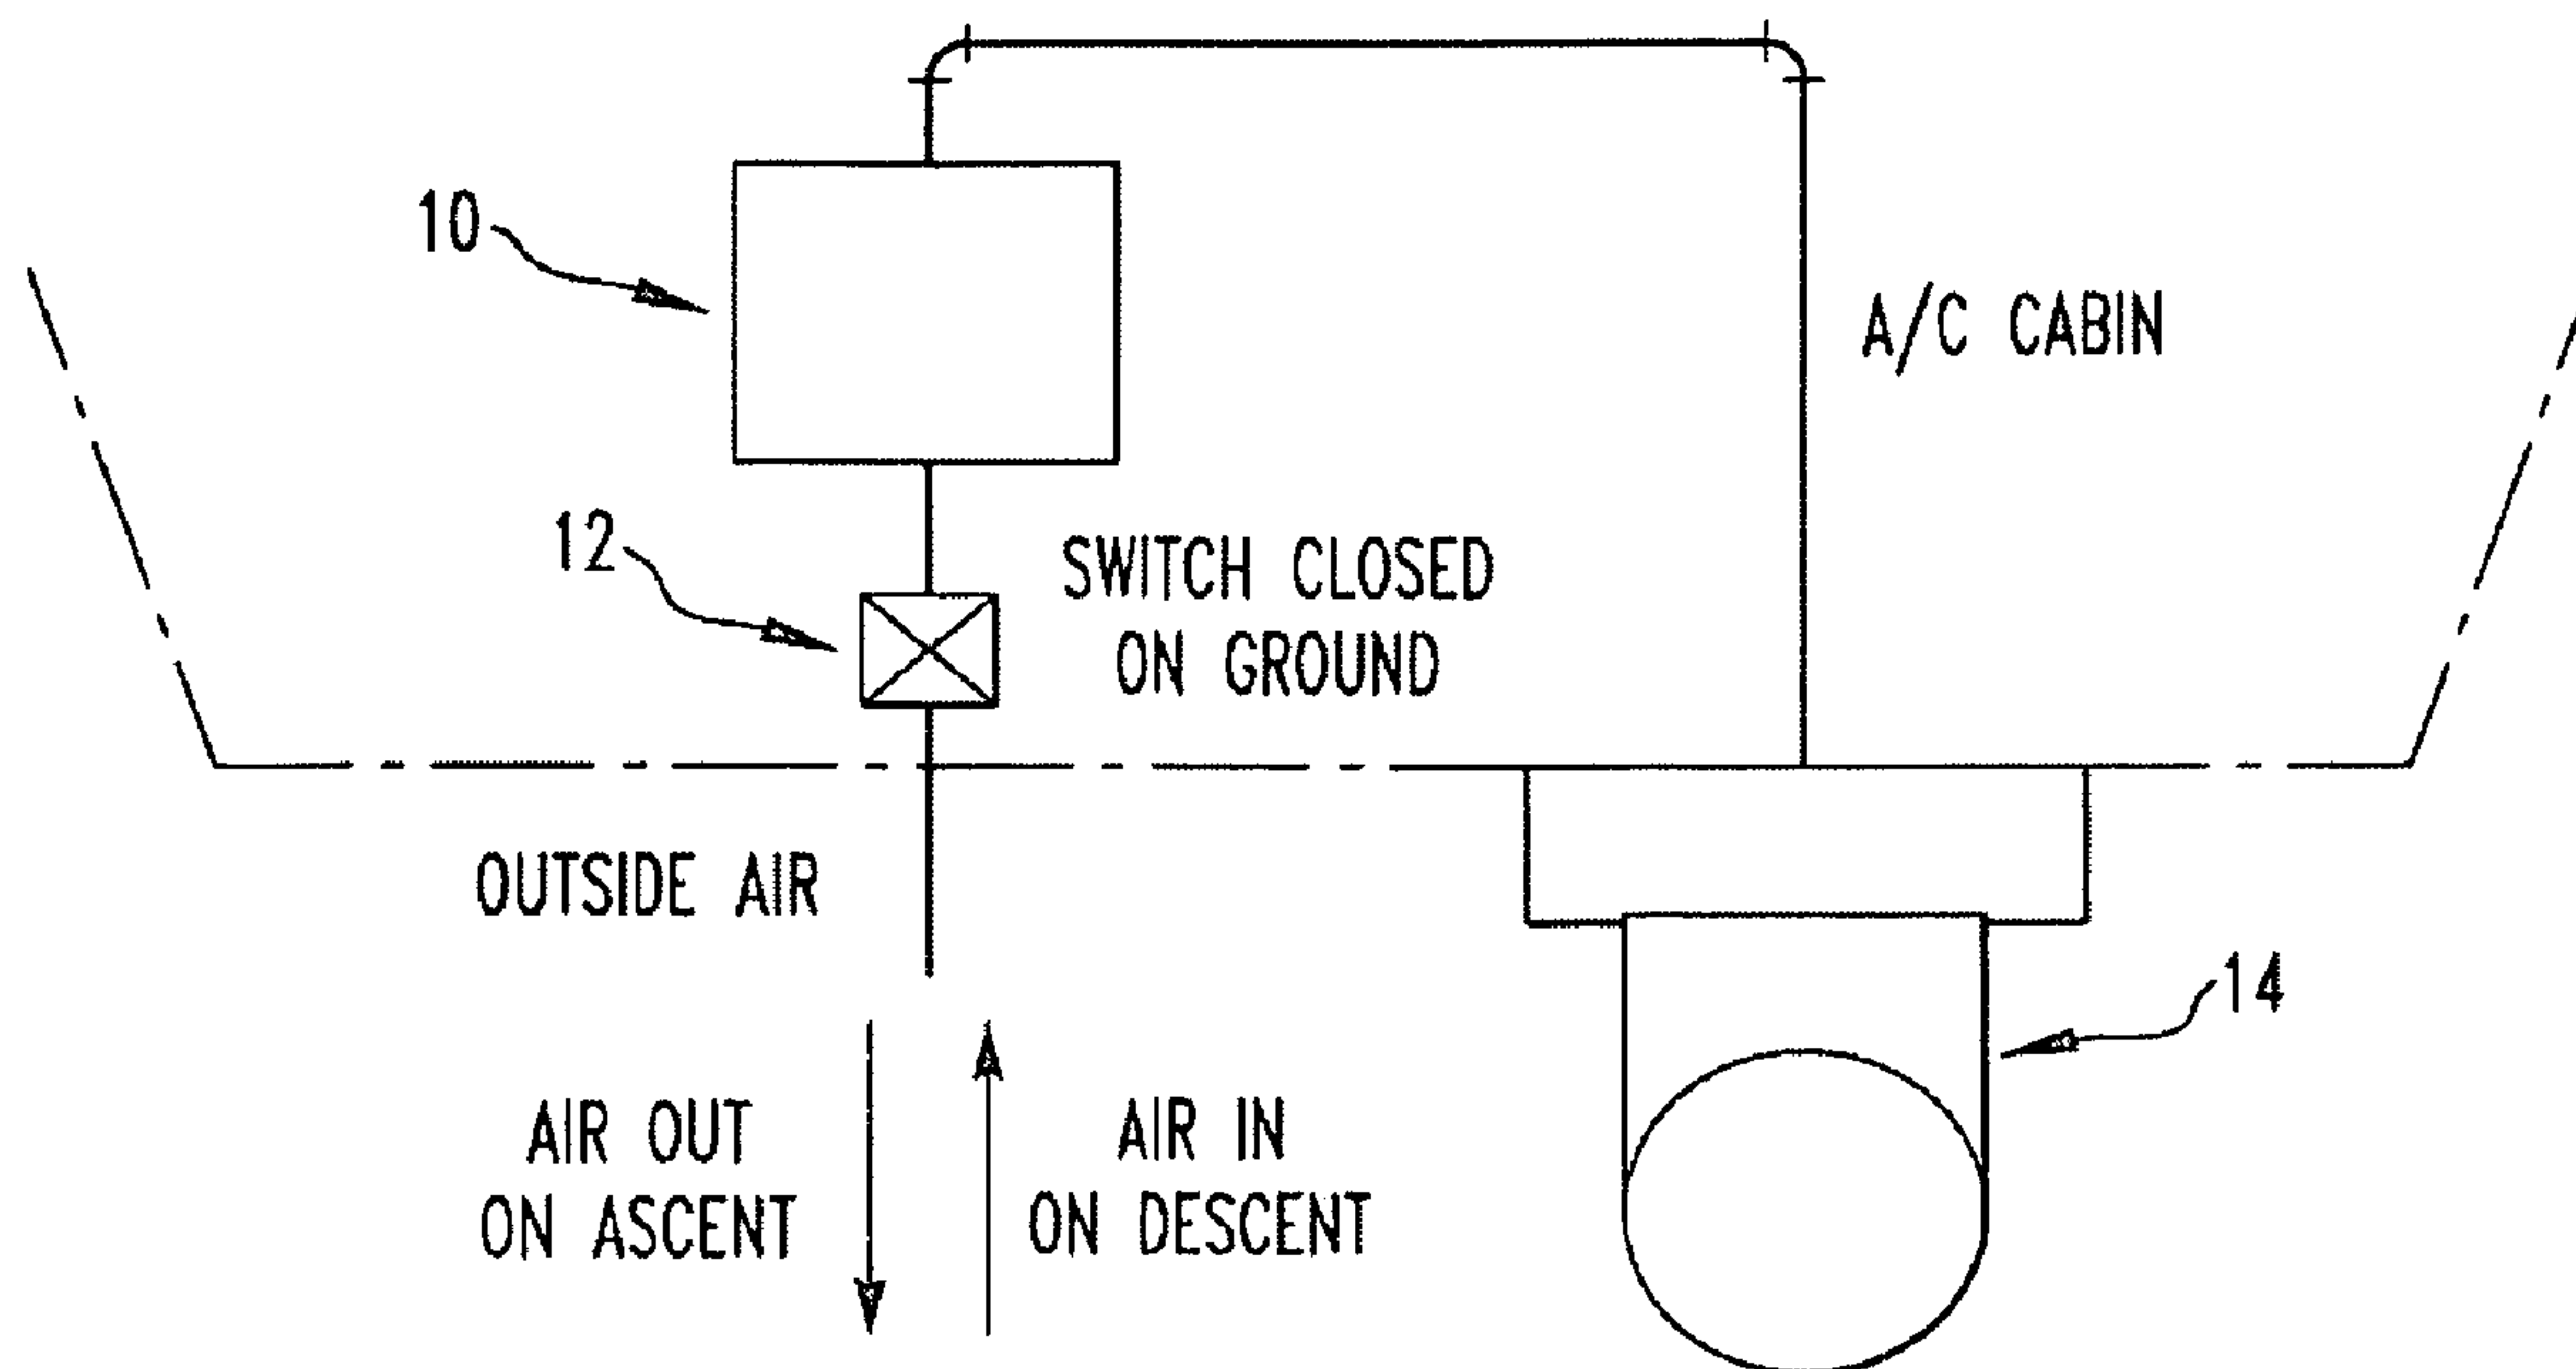 10
A/C CABIN
12
SWITCH CLOSED
ON GROUND
OUTSIDE AIR
14
AIR OUT
ON ASCENT
AIR IN
ON DESCENT